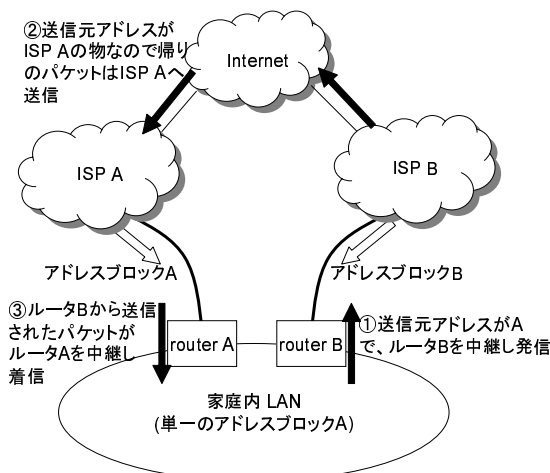 ②送信元アドレスが
ISP Aの物なので帰り
のパケットはISP Aへ
送信
Internet
ISP A
ISP B
アドレスブロックA
アドレスブロックB
③ルータBから送信
されたパケットが
ルータAを中継し
着信
router A
router B
①送信元アドレスがA
で、ルータBを中継し発信
家庭内 LAN
(単一のアドレスブロックA)